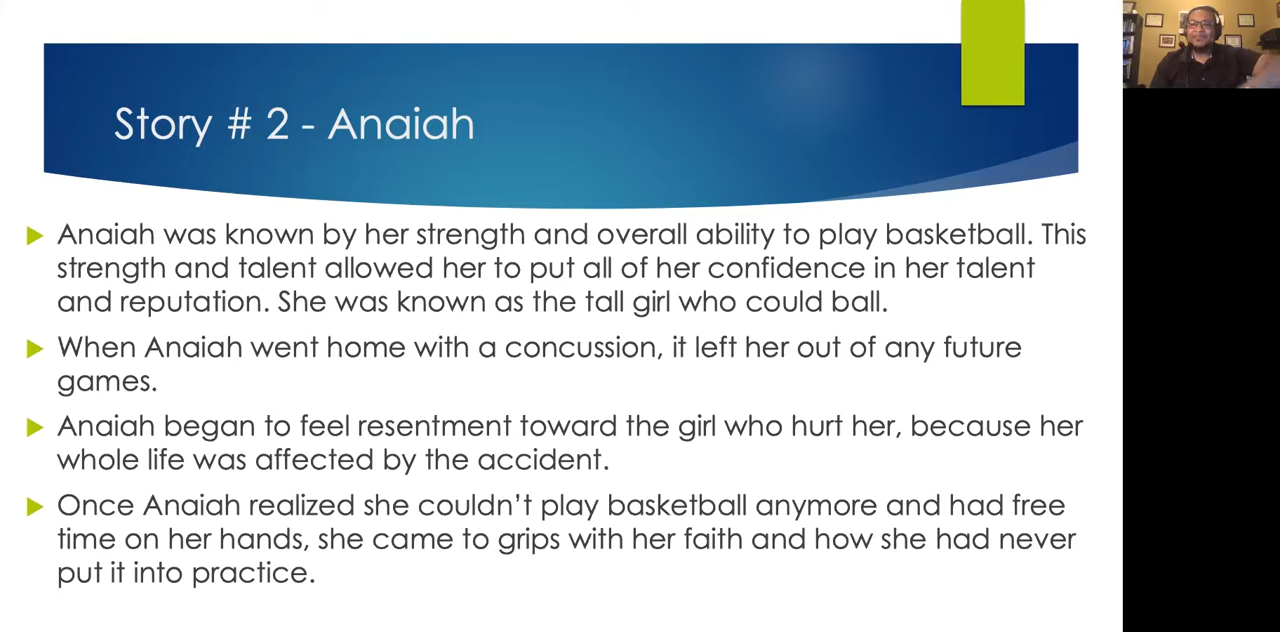 Story # 2 - Anaiah
Anaiah was known by her strength and overall ability to play basketball. This
strength and talent allowed her to put all of her confidence in her talent
and reputation. She was known as the tall girl who could ball.
When Anaiah went home with a concussion, it left her out of any future
games.
Anaiah began to feel resentment toward the girl who hurt her, because her
whole life was affected by the accident.
Once Anaiah realized she couldn’t play basketball anymore and had free
time on her hands, she came to grips with her faith and how she had never
put it into practice.